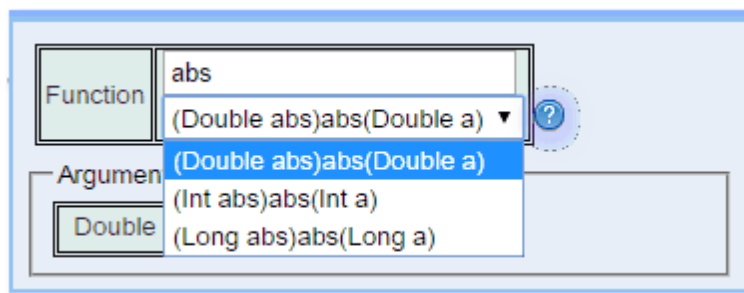 abs
Function
(Double abs)abs(Double a)
(Double abs)abs(Double a)
Argumen
(Int abs)abs(Int a)
Double
(Long abs)abs(Long a)